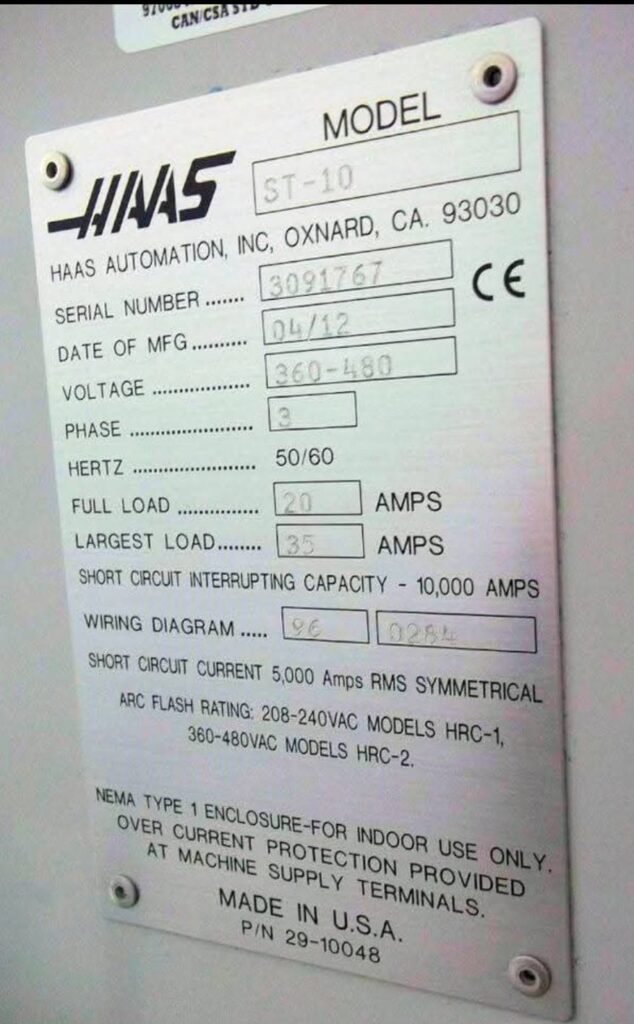 CAN/CSA STD
MODEL
HAAS ST-10
HAAS AUTOMATION, INC, OXNARD, CA. 93030
SERIAL NUMBER ....... 3091767
CE
DATE OF MFG.......... 04/12
VOLTAGE .................. 360-480
PHASE ...................... 3
HERTZ ...................... 50/60
FULL LOAD ............... 20 AMPS
LARGEST LOAD........ 35 AMPS
SHORT CIRCUIT INTERRUPTING CAPACITY - 10,000 AMPS
WIRING DIAGRAM ..... 96 0284
SHORT CIRCUIT CURRENT 5,000 Amps RMS SYMMETRICAL
ARC FLASH RATING: 208-240VAC MODELS HRC-1,
360-480VAC MODELS HRC-2.
NEMA TYPE 1 ENCLOSURE-FOR INDOOR USE ONLY.
OVER CURRENT PROTECTION PROVIDED
AT MACHINE SUPPLY TERMINALS.
MADE IN U.S.A.
P/N 29-10048